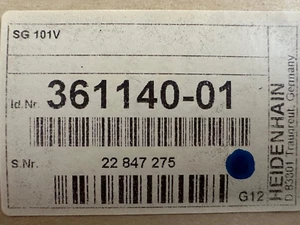 SG 101V
Id.Nr. 361140-01
S.Nr. 22 847 275
G12
HEIDENHAIN
D 83301 Traunreut, Germany